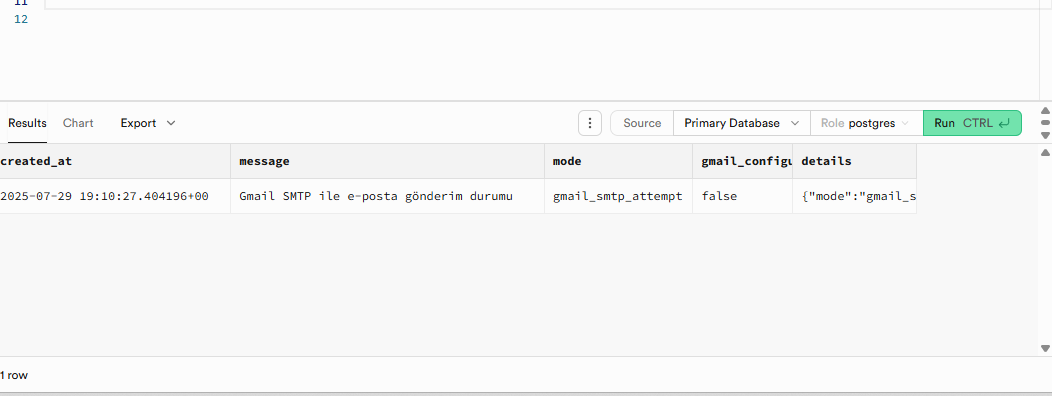 11
12
Results Chart Export Source Primary Database Role postgres Run CTRL
created_at message mode gmail_configu details
2025-07-29 19:10:27.404196+00 Gmail SMTP ile e-posta gönderim durumu gmail_smtp_attempt false {"mode":"gmail_s
1 row